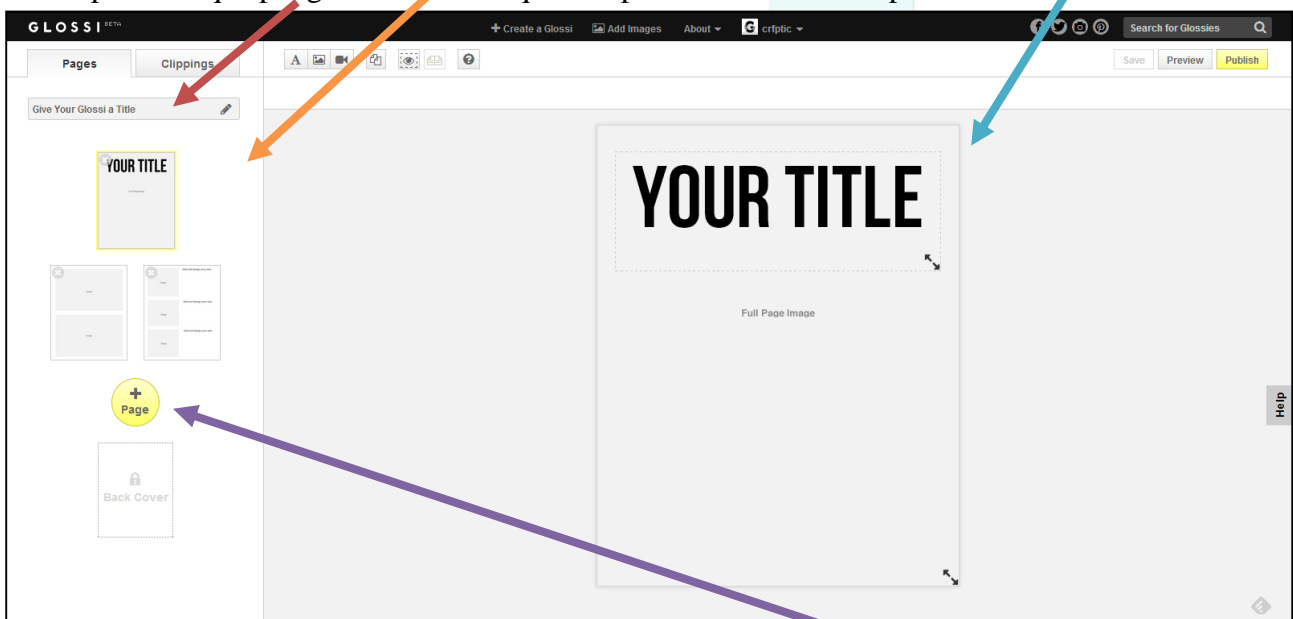 GLOSSI BETA
Create a Glossi Add Images About crfptic
Search for Glossies
Pages Clippings
A
Save Preview Publish
Give Your Glossi a Title
YOUR TITLE
YOUR TITLE
Full Page Image
Page
Help
Back Cover